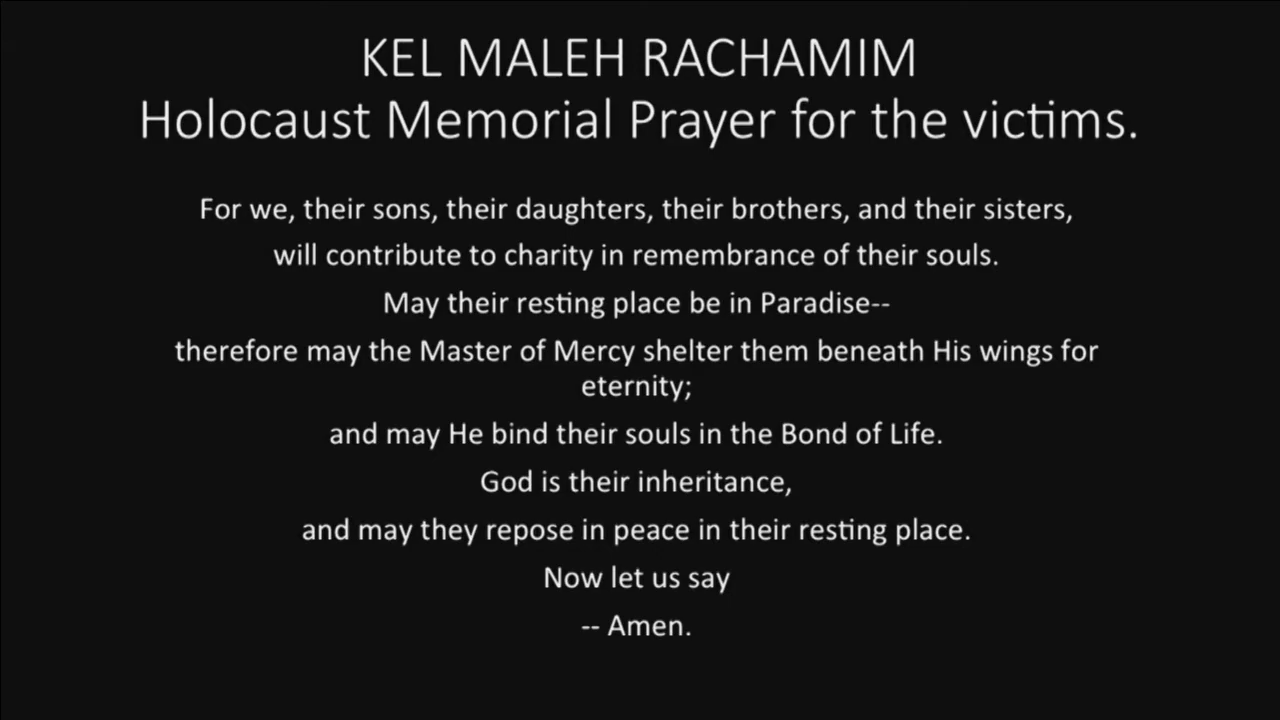 KEL MALEH RACHAMIM
Holocaust Memorial Prayer for the victims.
For we, their sons, their daughters, their brothers, and their sisters,
will contribute to charity in remembrance of their souls.
May their resting place be in Paradise--
therefore may the Master of Mercy shelter them beneath His wings for
eternity;
and may He bind their souls in the Bond of Life.
God is their inheritance,
and may they repose in peace in their resting place.
Now let us say
-- Amen.